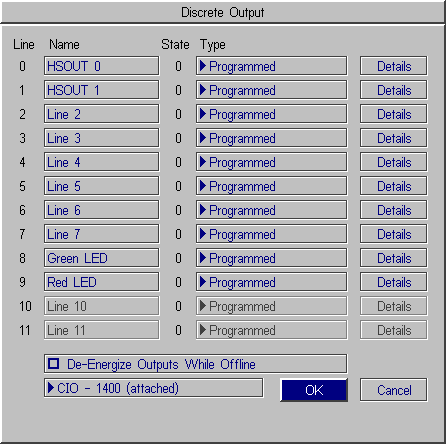 Discrete Output
Line Name State Type
0 HSOUT 0 0 Programmed Details
1 HSOUT 1 0 Programmed Details
2 Line 2 0 Programmed Details
3 Line 3 0 Programmed Details
4 Line 4 0 Programmed Details
5 Line 5 0 Programmed Details
6 Line 6 0 Programmed Details
7 Line 7 0 Programmed Details
8 Green LED 0 Programmed Details
9 Red LED 0 Programmed Details
10 Line 10 0 Programmed Details
11 Line 11 0 Programmed Details
De-Energize Outputs While Offline
CIO - 1400 (attached) OK Cancel